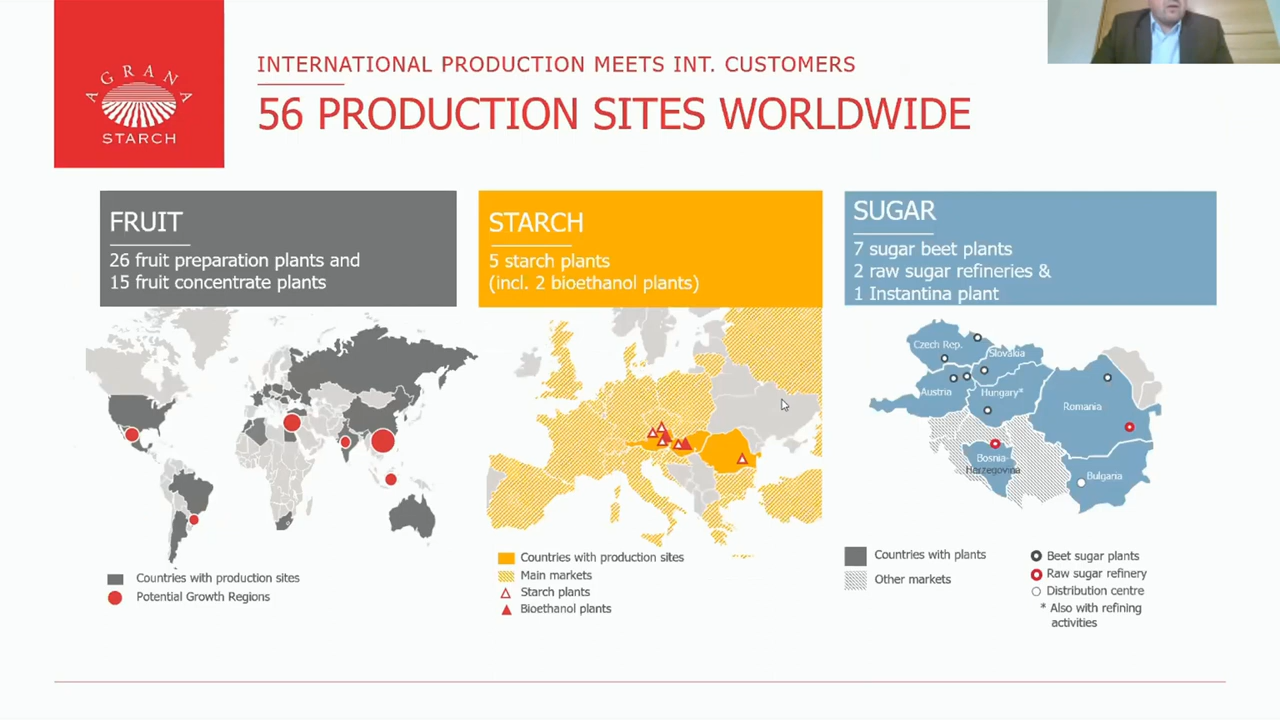 AGRANA
STARCH
INTERNATIONAL PRODUCTION MEETS INT. CUSTOMERS
56 PRODUCTION SITES WORLDWIDE
FRUIT
26 fruit preparation plants and
15 fruit concentrate plants
Countries with production sites
Potential Growth Regions
STARCH
5 starch plants
(incl. 2 bioethanol plants)
Countries with production sites
Main markets
Starch plants
Bioethanol plants
SUGAR
7 sugar beet plants
2 raw sugar refineries &
1 Instantina plant
Czech Rep.
Slovakia
Austria
Hungary*
Romania
Bosnia-
Herzegovina
Bulgaria
Countries with plants
Other markets
Beet sugar plants
Raw sugar refinery
Distribution centre
* Also with refining
activities